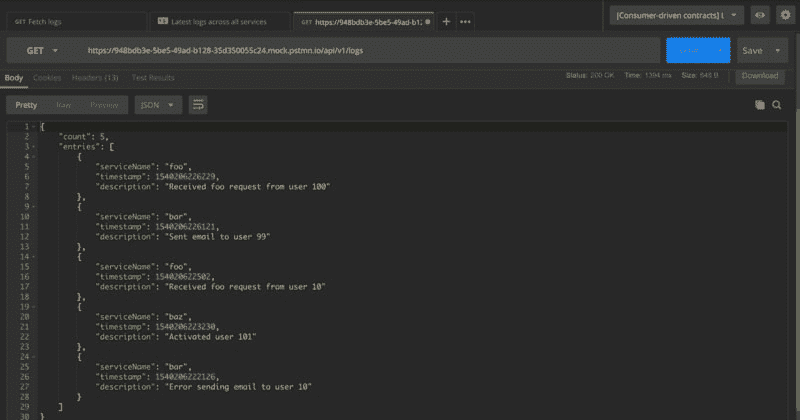 GET Fetch logs
Latest logs across all services
GET https://948bdb3e-5be5-49ad-b12
[Consumer-driven contracts] L
GET
https://948bdb3e-5be5-49ad-b128-35d350055c24.mock.pstmn.io/api/v1/logs
Save
Body Cookies Headers (13) Test Results
Status: 200 OK Time: 1394 ms Size: 648 B Download
Pretty Raw Preview JSON
1 {
2 "count": 5,
3 "entries": [
4 {
5 "serviceName": "foo",
6 "timestamp": 1540206226229,
7 "description": "Received foo request from user 100"
8 },
9 {
10 "serviceName": "bar",
11 "timestamp": 1540206226121,
12 "description": "Sent email to user 99"
13 },
14 {
15 "serviceName": "foo",
16 "timestamp": 154020622502,
17 "description": "Received foo request from user 10"
18 },
19 {
20 "serviceName": "baz",
21 "timestamp": 1540206223230,
22 "description": "Activated user 101"
23 },
24 {
25 "serviceName": "bar",
26 "timestamp": 1540206222126,
27 "description": "Error sending email to user 10"
28 }
29 ]
30 }